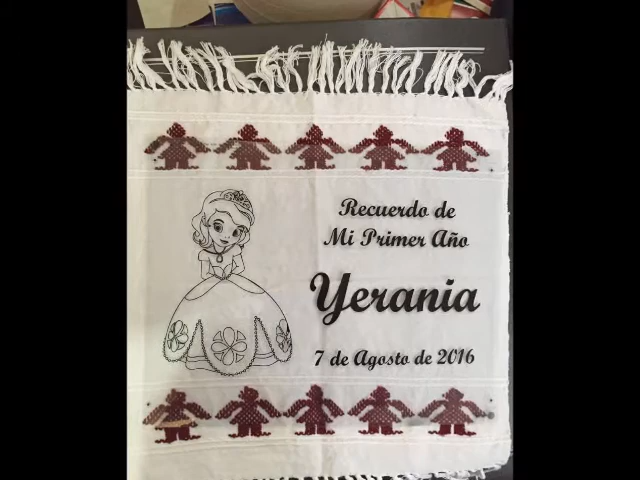 Recuerdo de
Mi Primer Año
Yerania
7 de Agosto de 2016